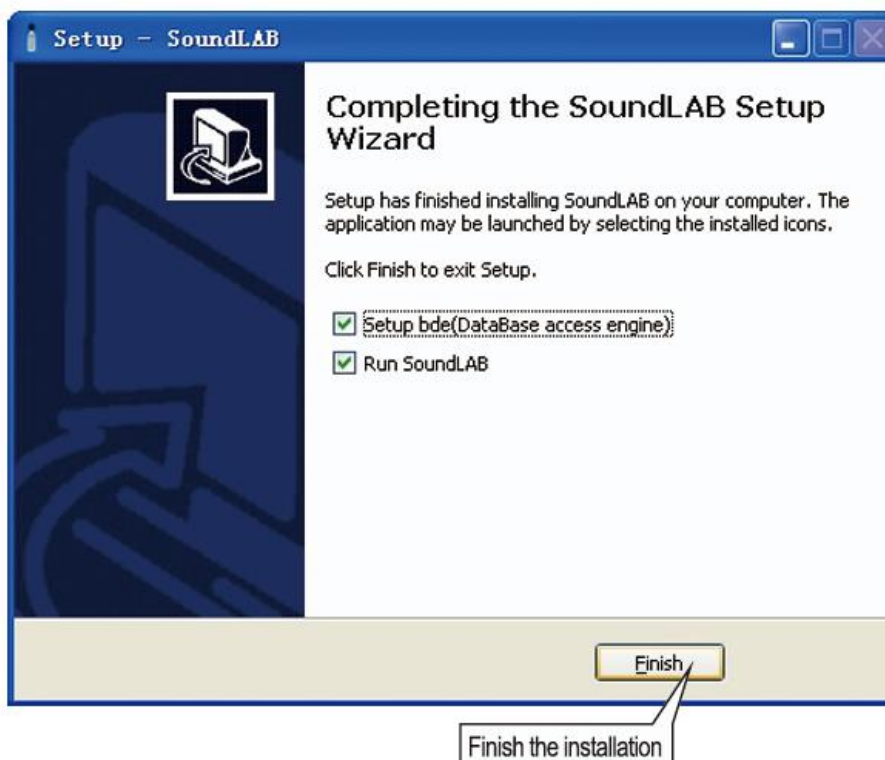 Setup - SoundLAB
Completing the SoundLAB Setup
Wizard
Setup has finished installing SoundLAB on your computer. The
application may be launched by selecting the installed icons.
Click Finish to exit Setup.
Setup bde(DataBase access engine)
Run SoundLAB
Finish
Finish the installation